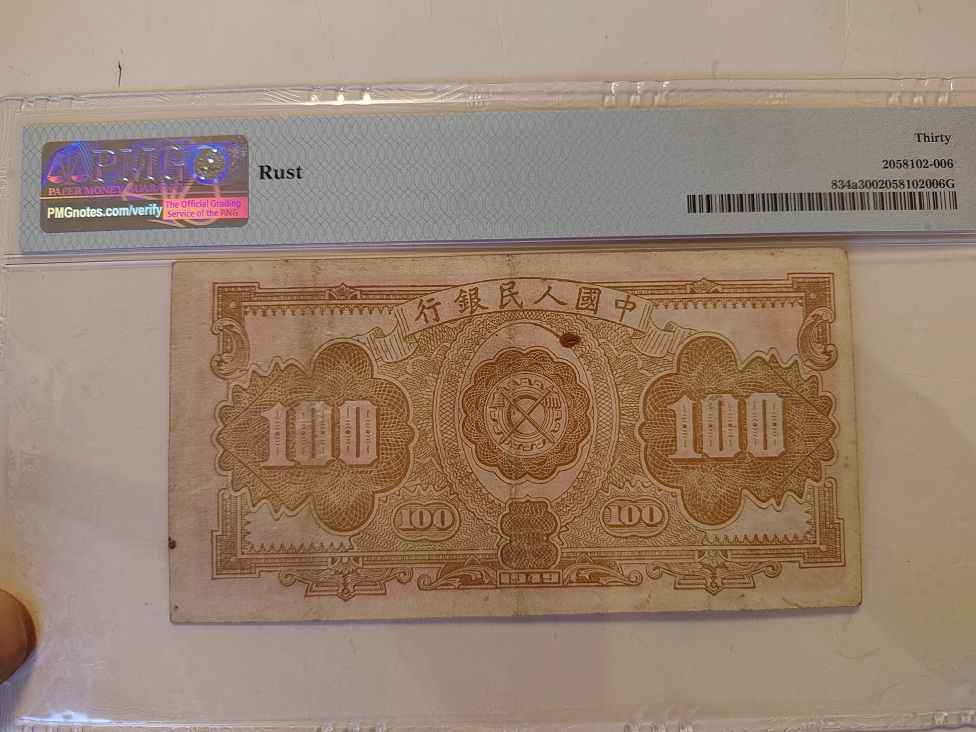 Thirty
PMG
PAPER MONEY GUARANTY
PMGnotes.com/verify
The Official Grading
Service of the PNG
Rust
2058102-006
834a3002058102006G
行銀民人國中
100
100
100
100
1949